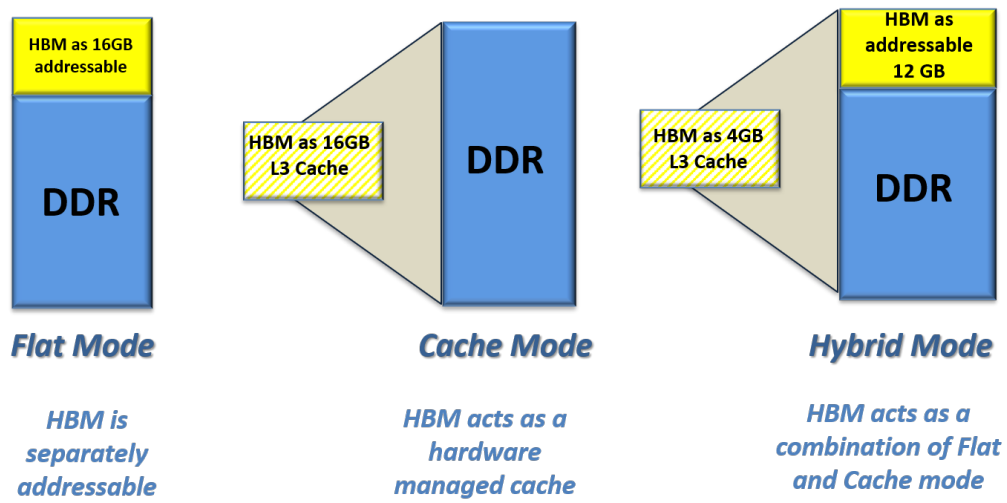 HBM as 16GB
addressable
DDR
Flat Mode
HBM is
separately
addressable
HBM as 16GB
L3 Cache
DDR
Cache Mode
HBM acts as a
hardware
managed cache
HBM as
addressable
12 GB
HBM as 4GB
L3 Cache
DDR
Hybrid Mode
HBM acts as a
combination of Flat
and Cache mode